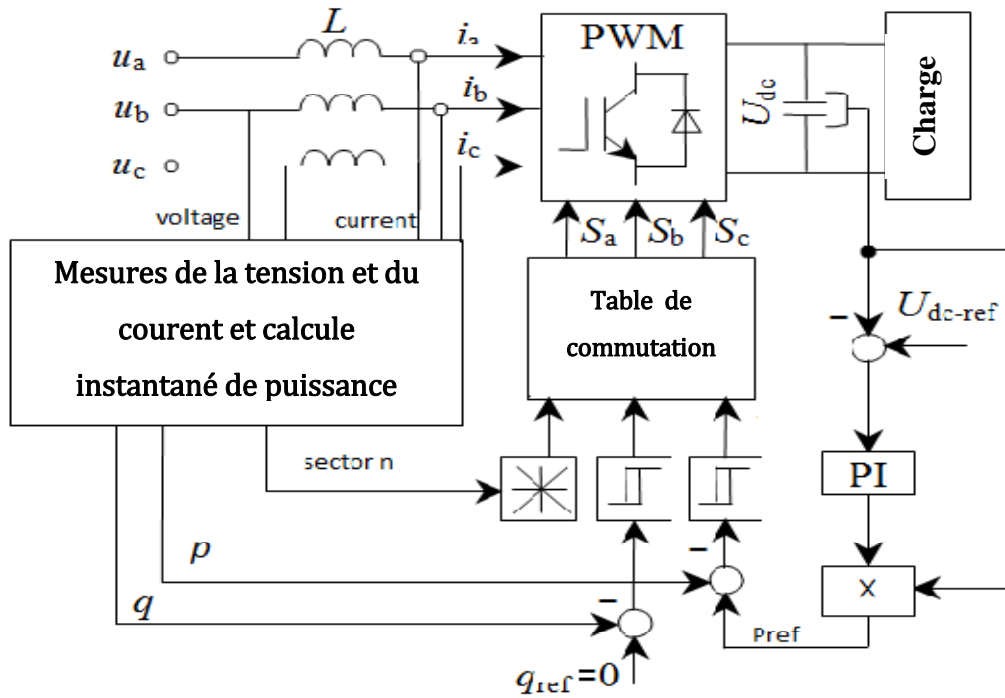 L
i_a
PWM
u_a
u_b
i_b
U_dc
Charge
u_c
i_c
voltage
current
S_a S_b S_c
Mesures de la tension et du
courent et calcule
instantané de puissance
Table de
commutation
−
U_dc-ref
sector n
PI
p
−
x
q
−
Pref
q_ref=0